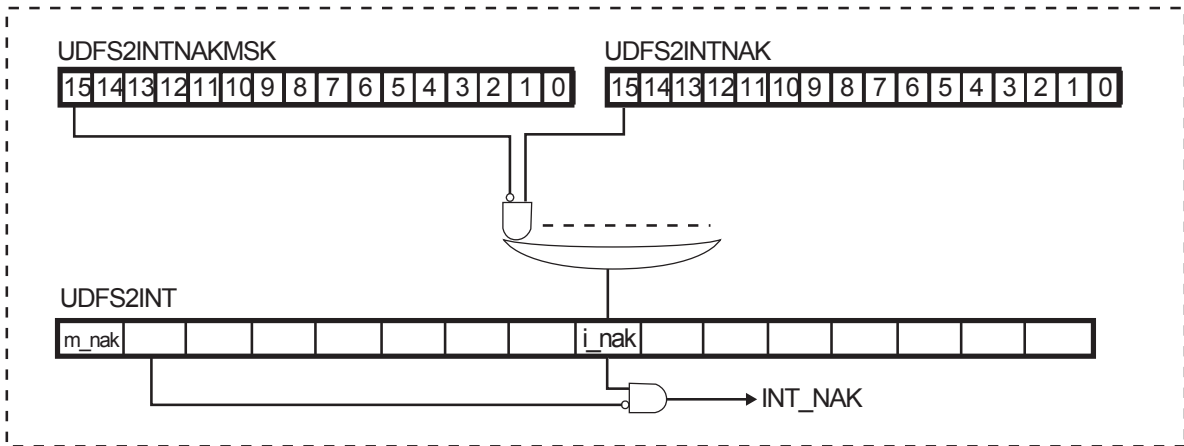 UDFS2INTNAKMSK
UDFS2INTNAK
15 14 13 12 11 10 9 8 7 6 5 4 3 2 1 0
15 14 13 12 11 10 9 8 7 6 5 4 3 2 1 0
UDFS2INT
m_nak i_nak
INT_NAK